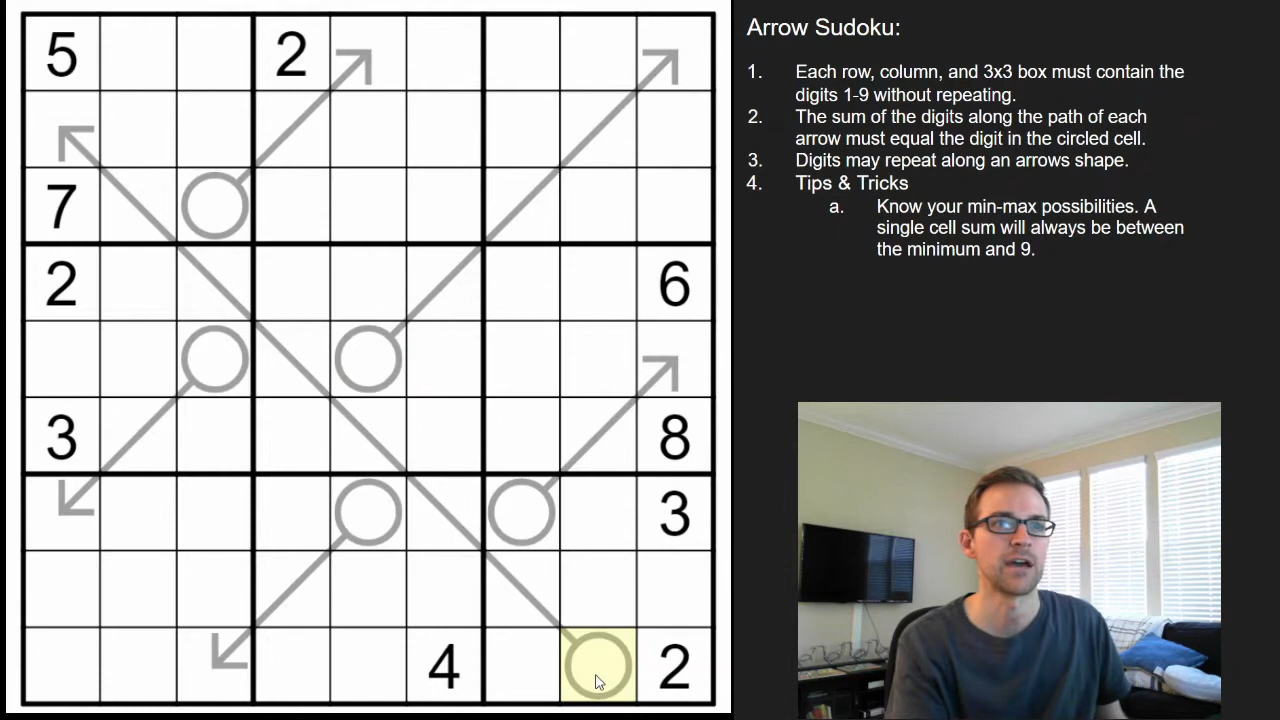 Arrow Sudoku:
1. Each row, column, and 3x3 box must contain the
digits 1-9 without repeating.
2. The sum of the digits along the path of each
arrow must equal the digit in the circled cell.
3. Digits may repeat along an arrows shape.
4. Tips & Tricks
a. Know your min-max possibilities. A
single cell sum will always be between
the minimum and 9.
5 2
7
2 6
3 8
3
4 2